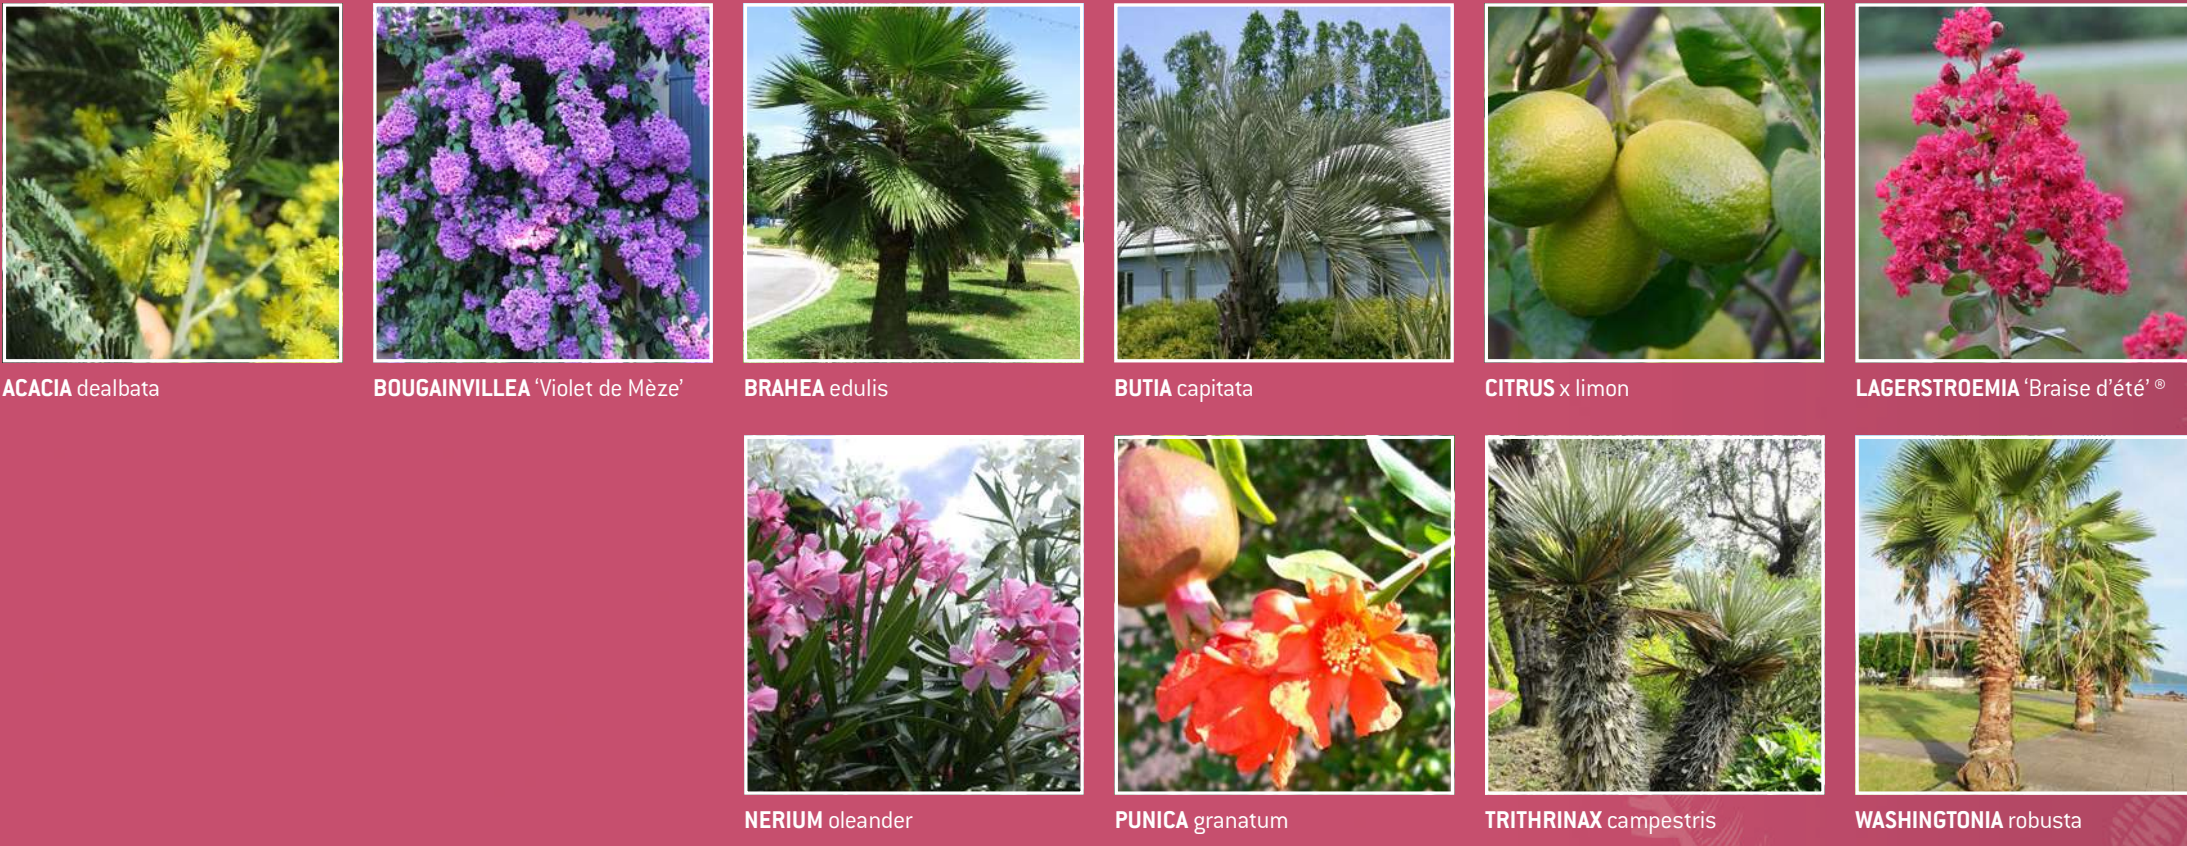 ACACIA dealbata
BOUGAINVILLEA ‘Violet de Mèze’
BRAHEA edulis
BUTIA capitata
CITRUS x limon
LAGERSTROEMIA ‘Braise d’été’ ®
NERIUM oleander
PUNICA granatum
TRITHRINAX campestris
WASHINGTONIA robusta